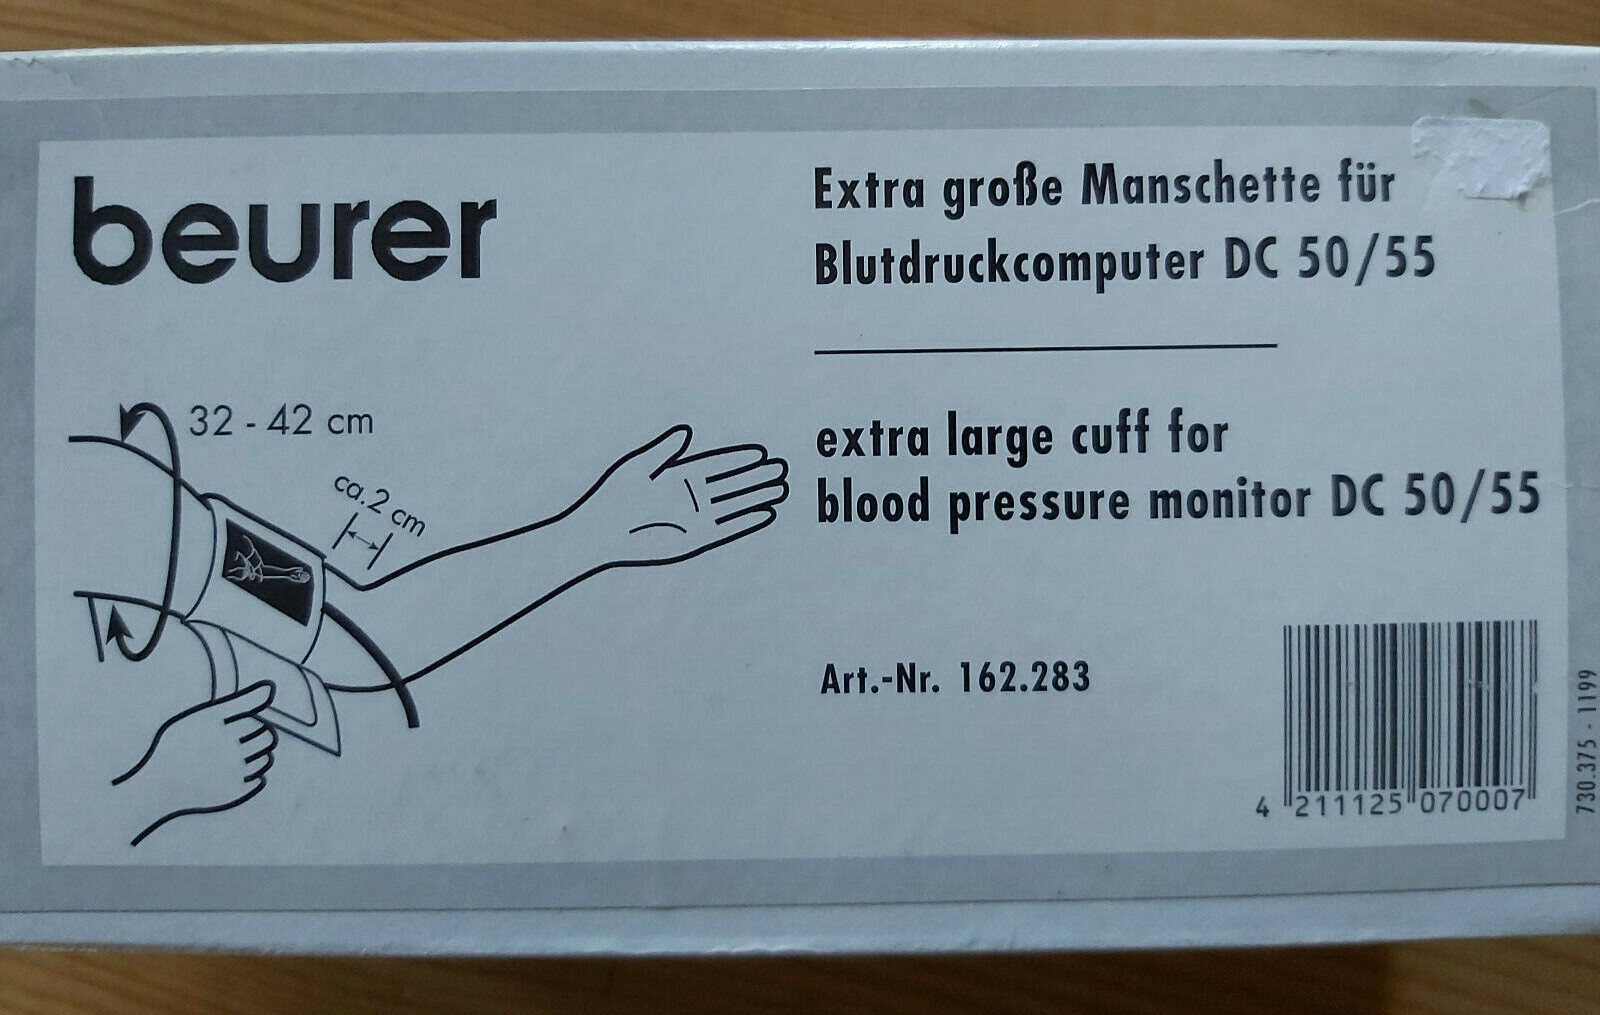 beurer
Extra große Manschette für
Blutdruckcomputer DC 50/55
32 - 42 cm
ca. 2 cm
extra large cuff for
blood pressure monitor DC 50/55
Art.-Nr. 162.283
4 211125 070007
730.375 - 1199